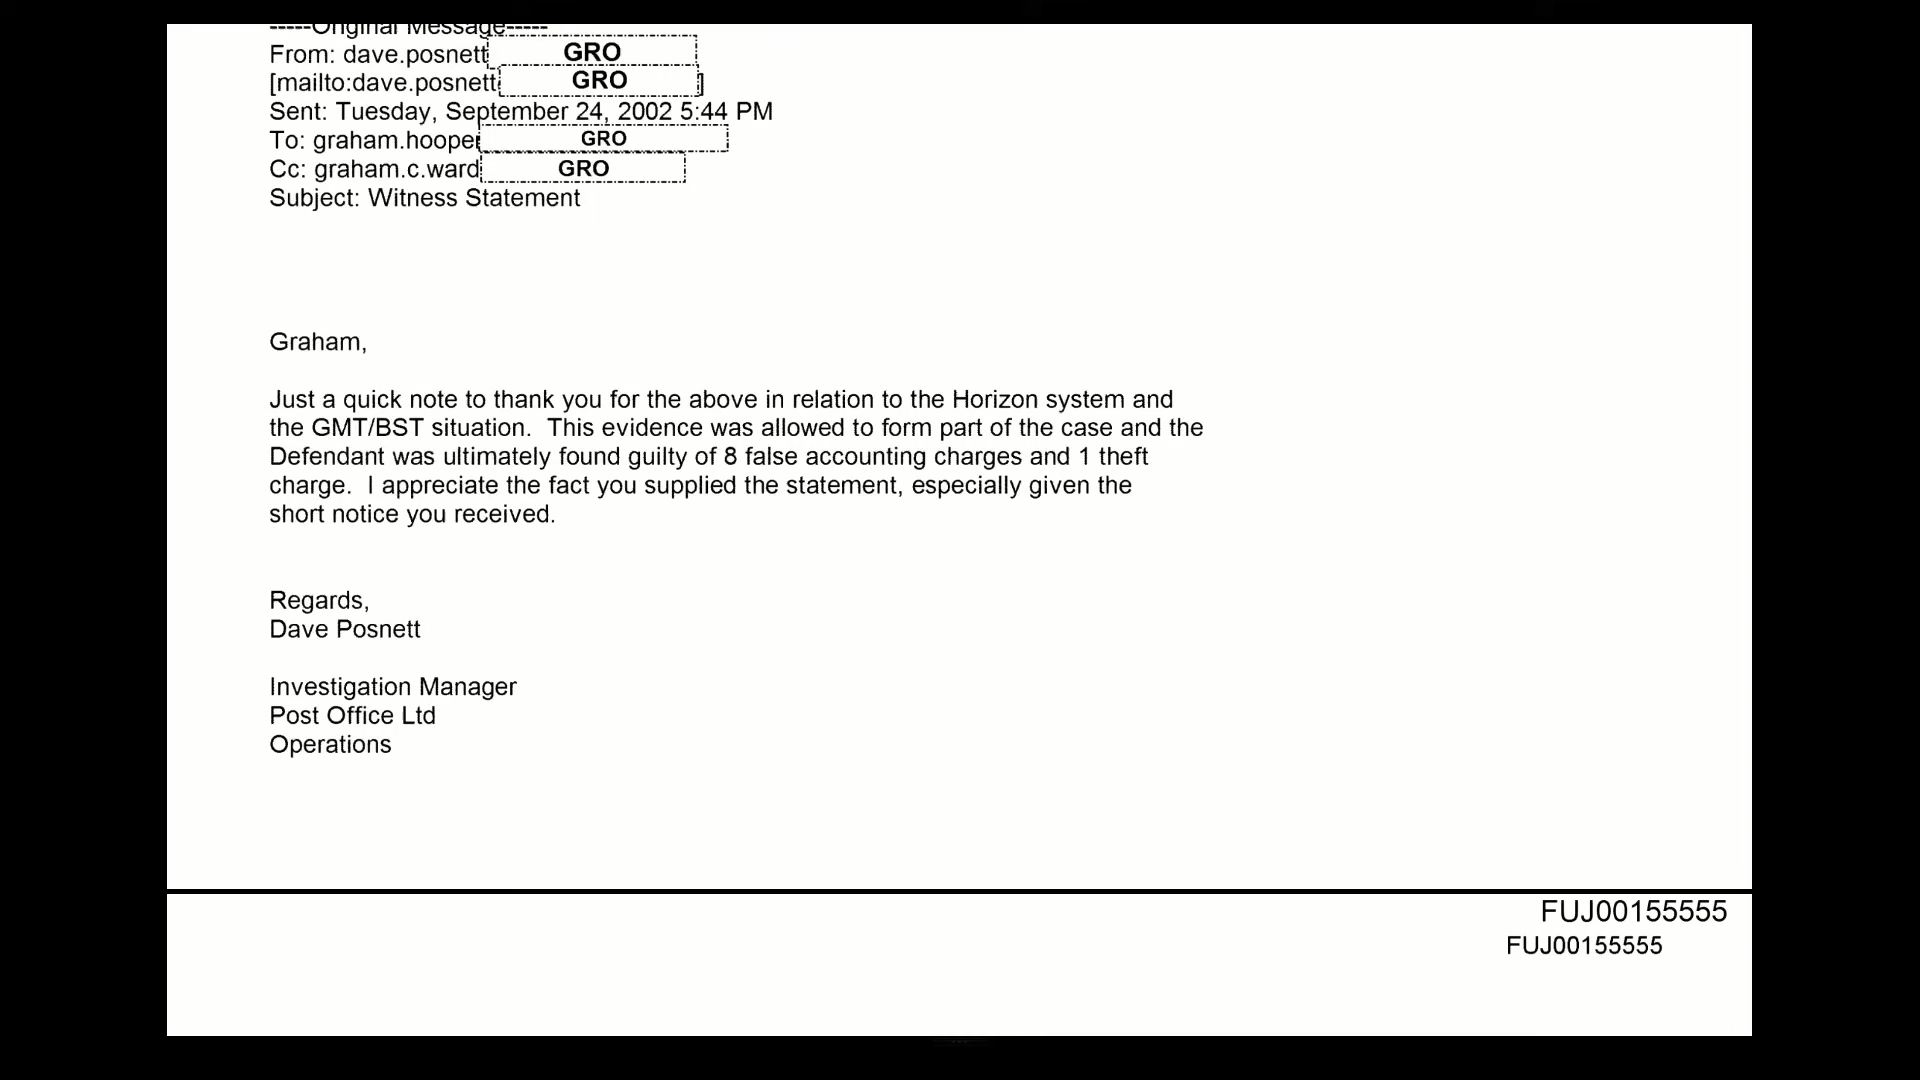 -----Original Message-----
From: dave.posnett GRO
[mailto:dave.posnett GRO ]
Sent: Tuesday, September 24, 2002 5:44 PM
To: graham.hooper GRO
Cc: graham.c.ward GRO
Subject: Witness Statement
Graham,
Just a quick note to thank you for the above in relation to the Horizon system and
the GMT/BST situation.  This evidence was allowed to form part of the case and the
Defendant was ultimately found guilty of 8 false accounting charges and 1 theft
charge.  I appreciate the fact you supplied the statement, especially given the
short notice you received.
Regards,
Dave Posnett
Investigation Manager
Post Office Ltd
Operations
FUJ00155555
FUJ00155555